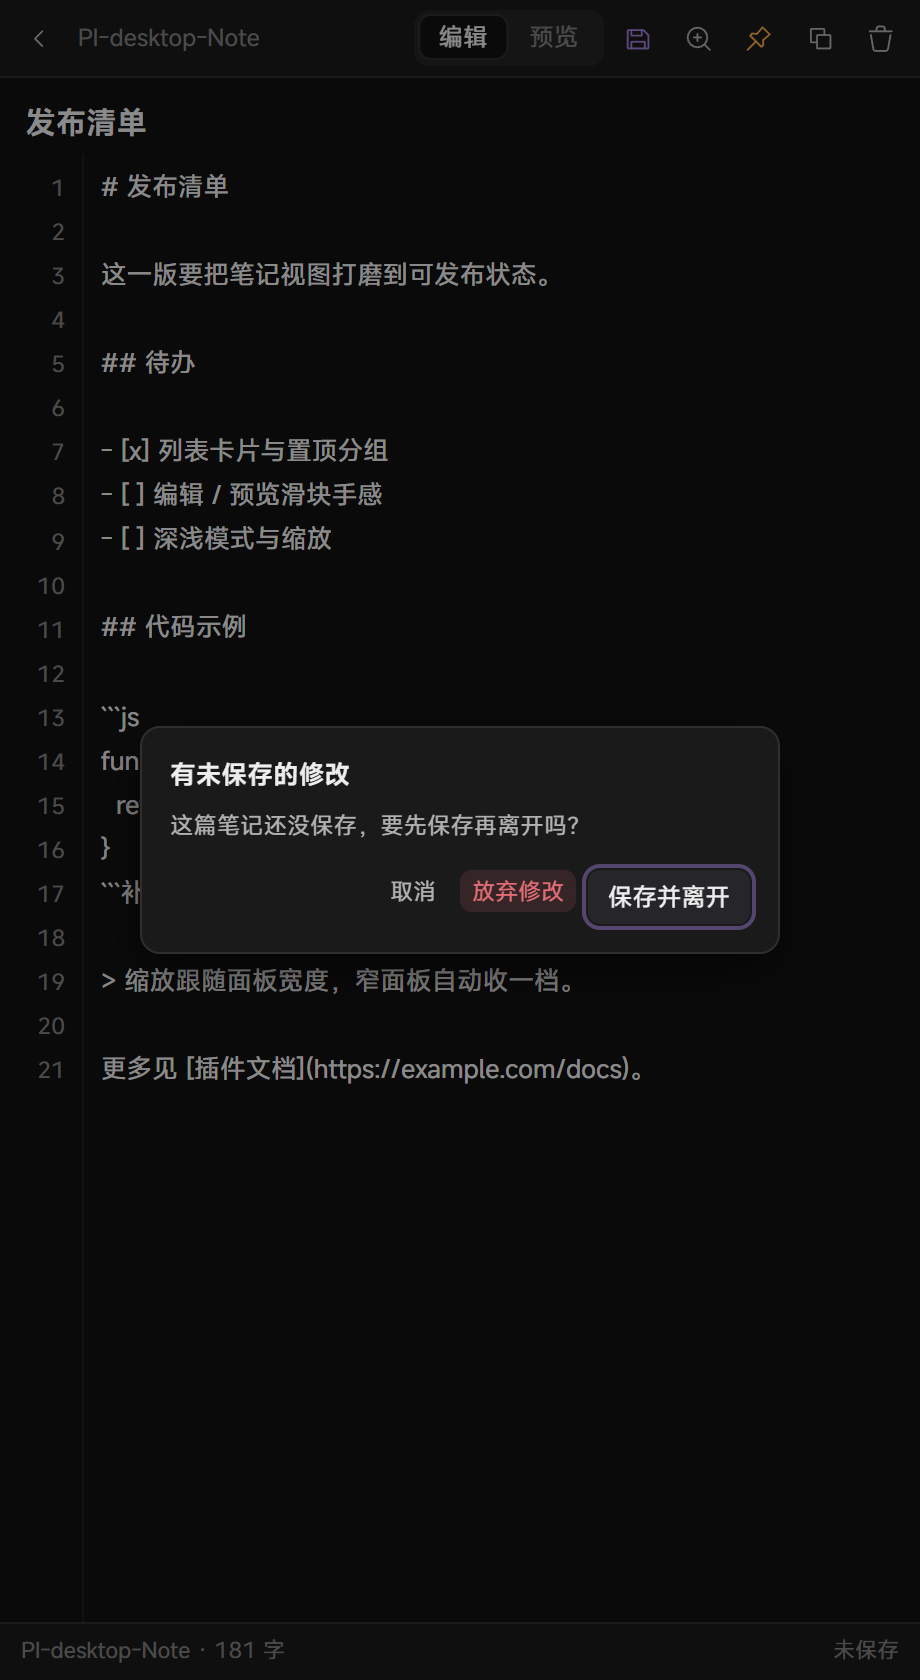 PI-desktop-Note
编辑
预览
发布清单
1 # 发布清单
2
3 这一版要把笔记视图打磨到可发布状态。
4
5 ## 待办
6
7 - [x] 列表卡片与置顶分组
8 - [ ] 编辑 / 预览滑块手感
9 - [ ] 深浅模式与缩放
10
11 ## 代码示例
12
13 ```js
14 fun
15 re
16 }
17 ```补
18
19 > 缩放跟随面板宽度，窄面板自动收一档。
20
21 更多见 [插件文档](https://example.com/docs)。
有未保存的修改
这篇笔记还没保存，要先保存再离开吗？
取消
放弃修改
保存并离开
PI-desktop-Note · 181 字
未保存